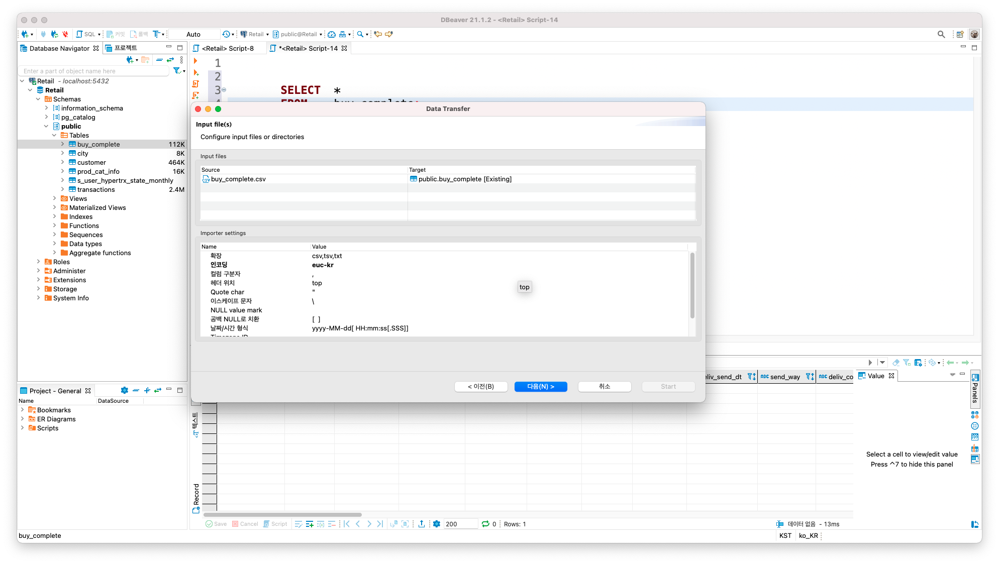 DBeaver 21.1.2 - <Retail> Script-14
SQL 커밋 롤백 Auto Retail public@Retail
Database Navigator 프로젝트
<Retail> Script-8 *<Retail> Script-14
Enter a part of object name here
Retail - localhost:5432
Retail
Schemas
information_schema
pg_catalog
public
Tables
buy_complete 112K
city 8K
customer 464K
prod_cat_info 16K
s_user_hypertrx_state_monthly
transactions 2.4M
Views
Materialized Views
Indexes
Functions
Sequences
Data types
Aggregate functions
Roles
Administer
Extensions
Storage
System Info
1
2
3 SELECT *
4 FROM buy_complete;
Data Transfer
Input file(s)
Configure input files or directories
Input files
Source Target
buy_complete.csv public.buy_complete [Existing]
Importer settings
Name Value
확장 csv,tsv,txt
인코딩 euc-kr
컬럼 구분자 ,
헤더 위치 top
top
Quote char "
이스케이프 문자 \
NULL value mark
공백 NULL로 치환 [ ]
날짜/시간 형식 yyyy-MM-dd[ HH:mm:ss[.SSS]]
Timezone ID
< 이전(B) 다음(N) > 취소 Start
Project - General
Name DataSource
Bookmarks
ER Diagrams
Scripts
eliv_send_dt ABC send_way ABC deliv_co
Value
Panels
텍스트
Record
Select a cell to view/edit value
Press ^7 to hide this panel
Save Cancel Script 200 0 Rows: 1
데이터 없음 - 13ms
buy_complete
KST ko_KR